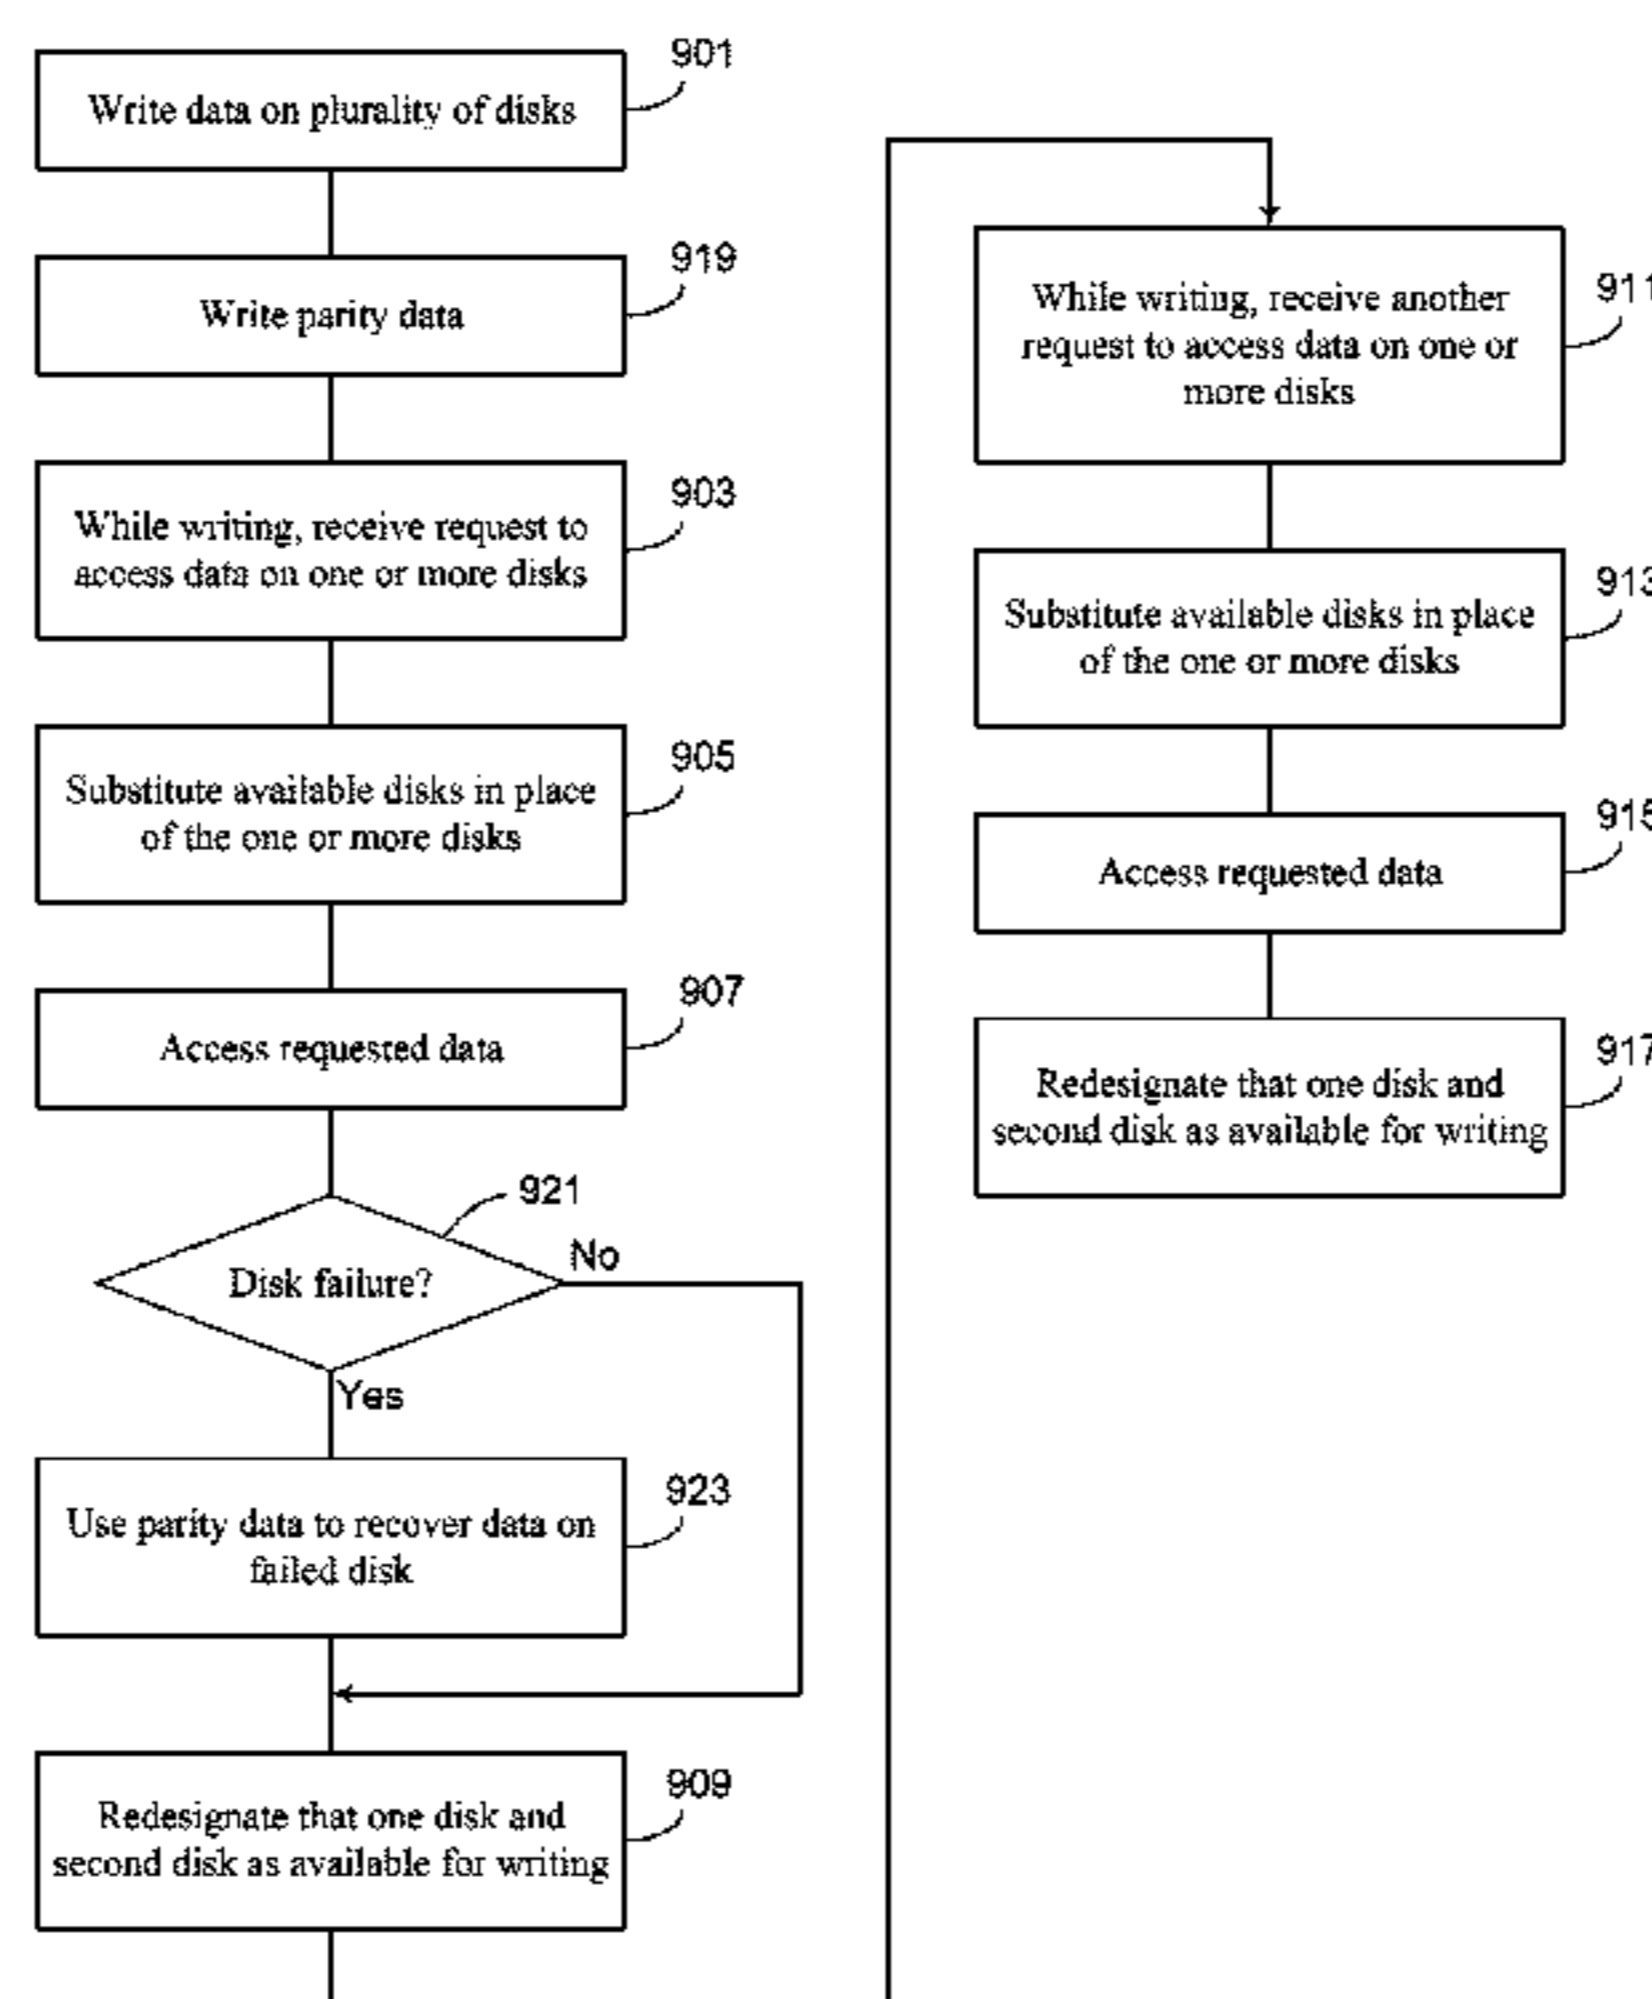 901
Write data on plurality of disks
919
Write parity data
903
While writing, receive request to
access data on one or more disks
905
Substitute available disks in place
of the one or more disks
907
Access requested data
921
Disk failure?
No
Yes
923
Use parity data to recover data on
failed disk
909
Redesignate that one disk and
second disk as available for writing
911
While writing, receive another
request to access data on one or
more disks
913
Substitute available disks in place
of the one or more disks
915
Access requested data
917
Redesignate that one disk and
second disk as available for writing